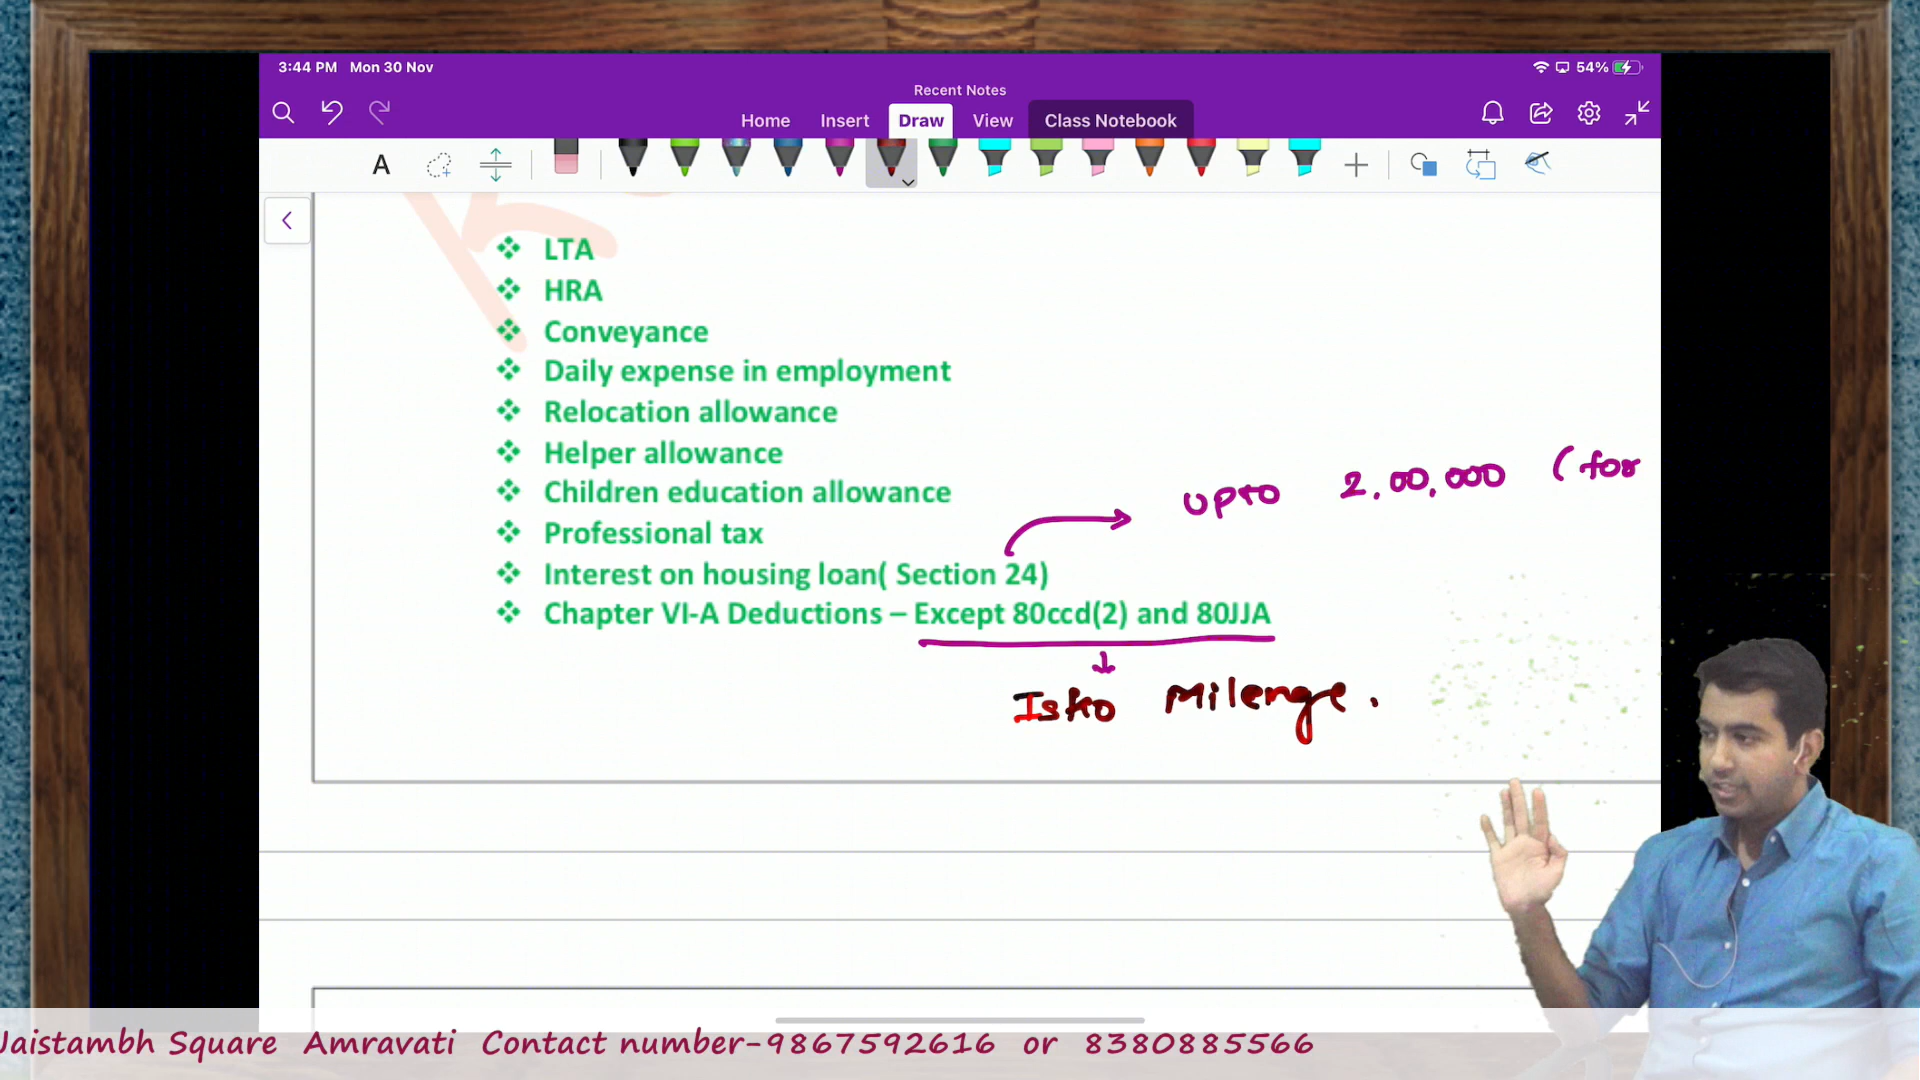 3:44 PM Mon 30 Nov
54%
Recent Notes
Home Insert Draw View Class Notebook
A
LTA
HRA
Conveyance
Daily expense in employment
Relocation allowance
Helper allowance
Children education allowance
Professional tax
upto 2,00,000 (for
Interest on housing loan( Section 24)
Chapter VI-A Deductions – Except 80ccd(2) and 80JJA
Isko Milenge.
Jaistambh Square Amravati Contact number-9867592616 or 8380885566